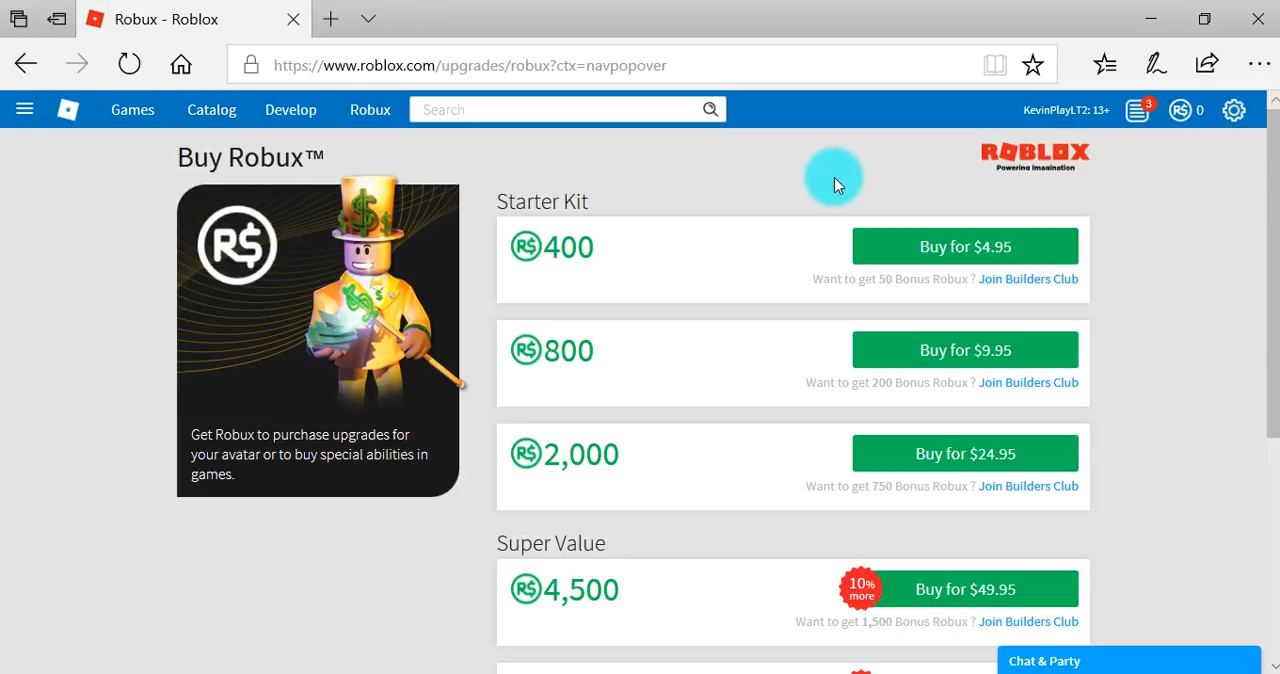 Robux - Roblox
https://www.roblox.com/upgrades/robux?ctx=navpopover
Games Catalog Develop Robux Search KevinPlayLT2: 13+ 3 R$ 0
Buy Robux™
ROBLOX
Powering Imagination
R$
Get Robux to purchase upgrades for
your avatar or to buy special abilities in
games.
Starter Kit
R$ 400 Buy for $4.95
Want to get 50 Bonus Robux ? Join Builders Club
R$ 800 Buy for $9.95
Want to get 200 Bonus Robux ? Join Builders Club
R$ 2,000 Buy for $24.95
Want to get 750 Bonus Robux ? Join Builders Club
Super Value
R$ 4,500 10% more Buy for $49.95
Want to get 1,500 Bonus Robux ? Join Builders Club
Chat & Party